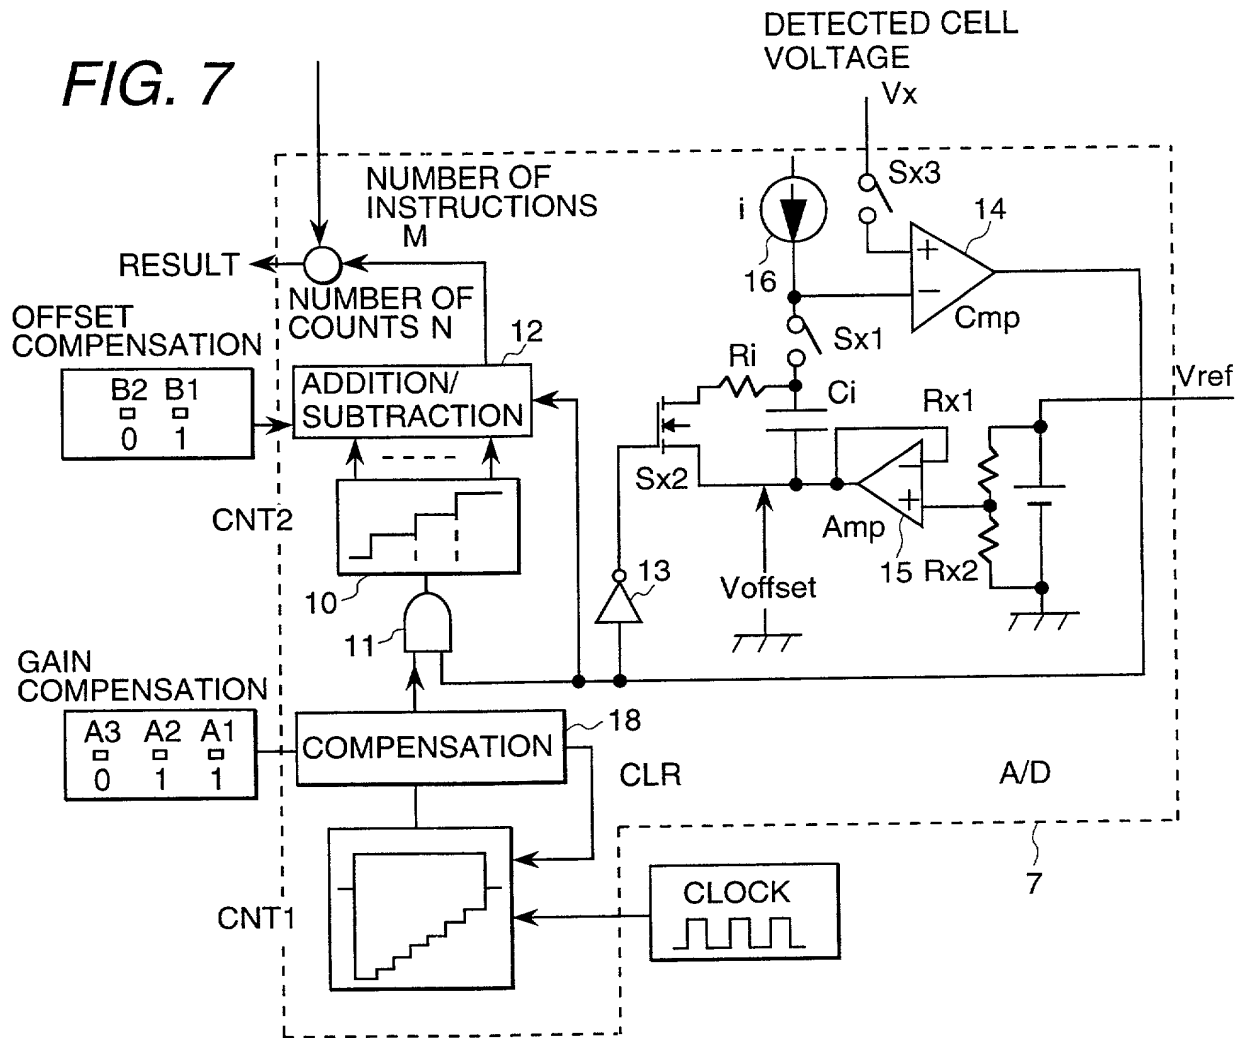 FIG. 7
DETECTED CELL
VOLTAGE
Vx
Sx3
NUMBER OF
INSTRUCTIONS
M
i
16
14
+
−
Cmp
RESULT
NUMBER OF
COUNTS N
12
Sx1
OFFSET
COMPENSATION
B2 B1
0 1
ADDITION/
SUBTRACTION
Ri
Ci
Rx1
Vref
Sx2
−
+
Amp
15
Rx2
CNT2
10
11
13
Voffset
GAIN
COMPENSATION
A3 A2 A1
0 1 1
COMPENSATION
18
CLR
A/D
7
CNT1
CLOCK